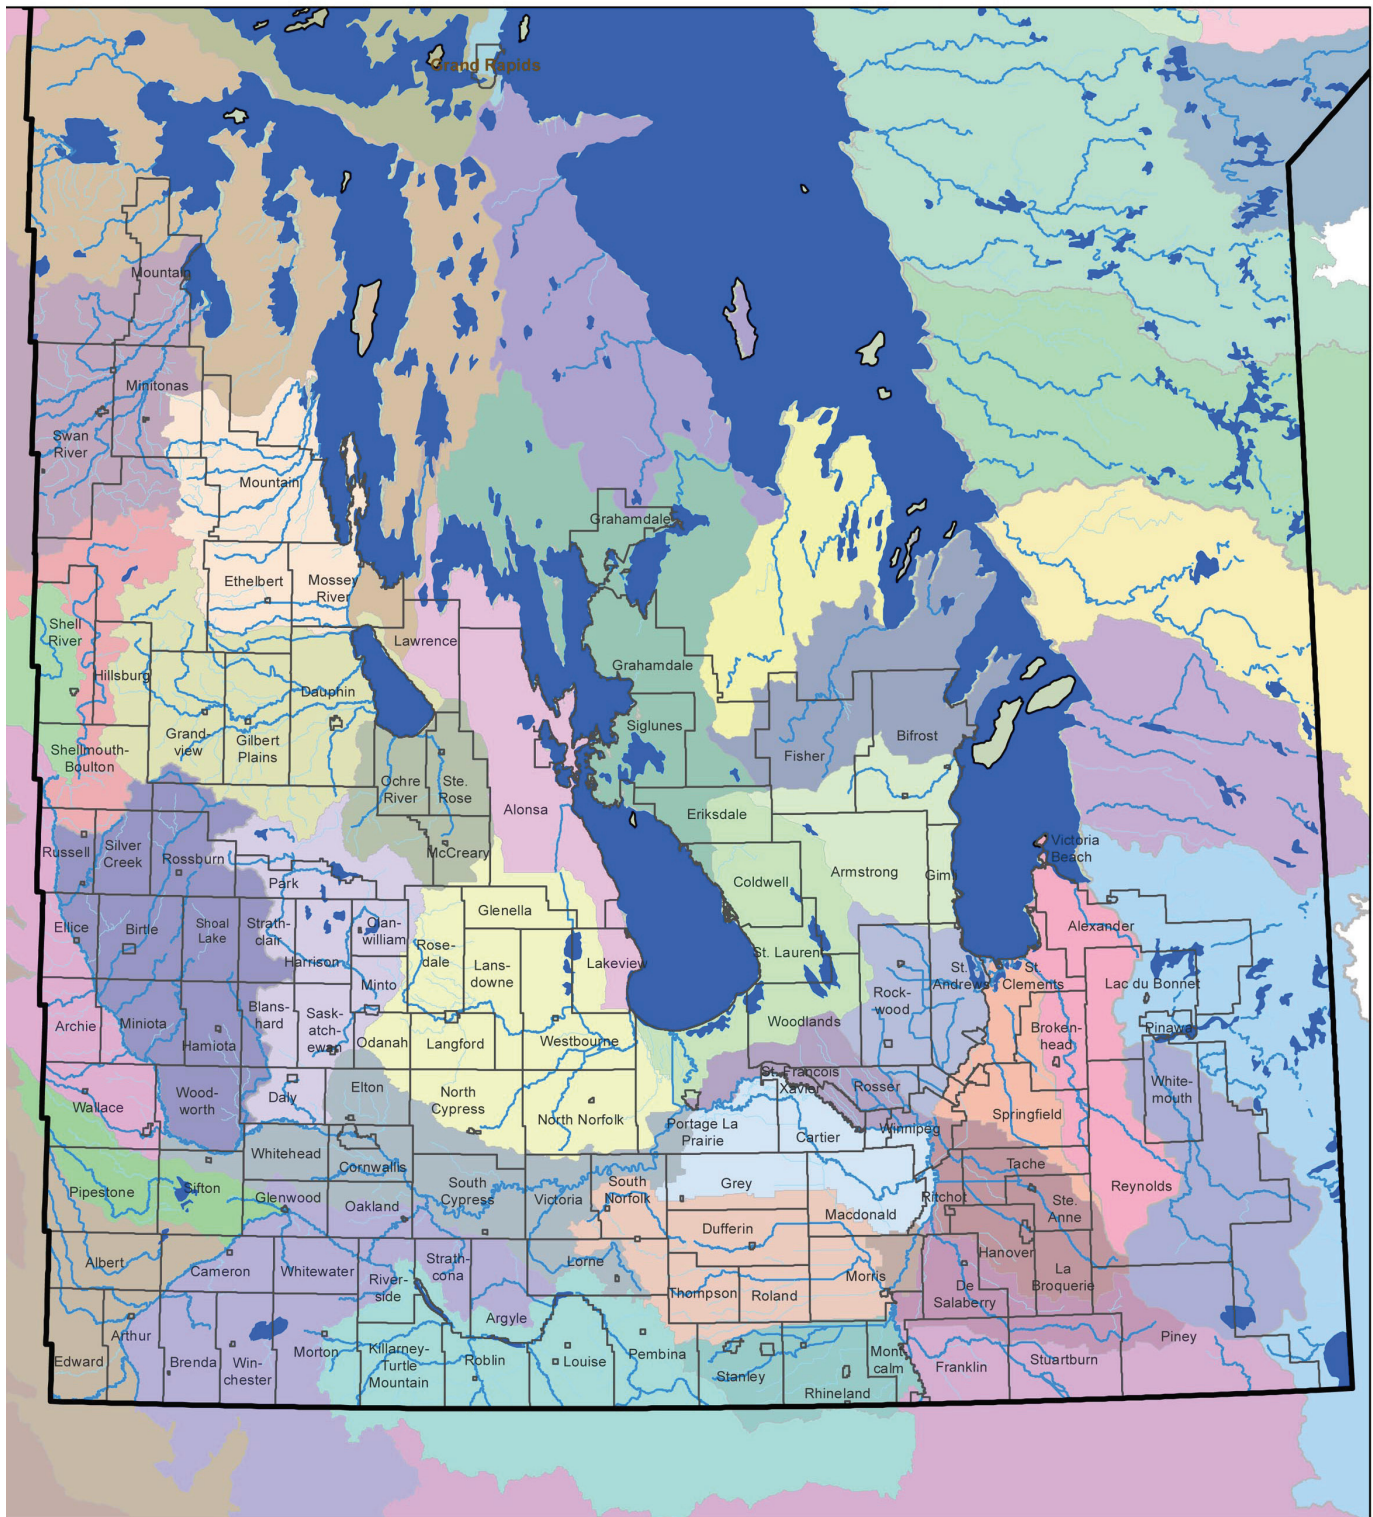 Grand Rapids
Mountain
Minitonas
Swan
River
Mountain
Grahamdale
Ethelbert
Mossey
River
Shell
River
Lawrence
Grahamdale
Hillsburg
Dauphin
Siglunes
Grand-
view
Gilbert
Plains
Fisher
Bifrost
Shellmouth-
Boulton
Ochre
River
Ste.
Rose
Alonsa
Eriksdale
Victoria
Beach
Russell
Silver
Creek
Rossburn
McCreary
Park
Coldwell
Armstrong
Gimli
Ellice
Birtle
Shoal
Lake
Strath-
clair
Harrison
Clan-
william
Glenella
Rose-
dale
Lans-
downe
Lakeview
St. Laurent
Alexander
Minto
St.
Andrews
St.
Clements
Lac du Bonnet
Archie
Miniota
Hamiota
Blans-
hard
Sask-
atch-
ewan
Odanah
Langford
Westbourne
Woodlands
Rock-
wood
Broken-
head
Pinawa
Wallace
Wood-
worth
Daly
Elton
North
Cypress
North Norfolk
St. Francois
Xavier
Rosser
White-
mouth
Springfield
Portage La
Prairie
Cartier
Winnipeg
Whitehead
Cornwallis
Tache
Pipestone
Sifton
Glenwood
Oakland
South
Cypress
Victoria
South
Norfolk
Grey
Macdonald
Ritchot
Ste.
Anne
Reynolds
Dufferin
Albert
Cameron
Whitewater
River-
side
Strath-
cona
Lorne
Hanover
La
Broquerie
Morris
De
Salaberry
Thompson
Roland
Argyle
Arthur
Edward
Brenda
Win-
chester
Morton
Killarney-
Turtle
Mountain
Roblin
Louise
Pembina
Stanley
Rhineland
Mont
calm
Franklin
Stuartburn
Piney